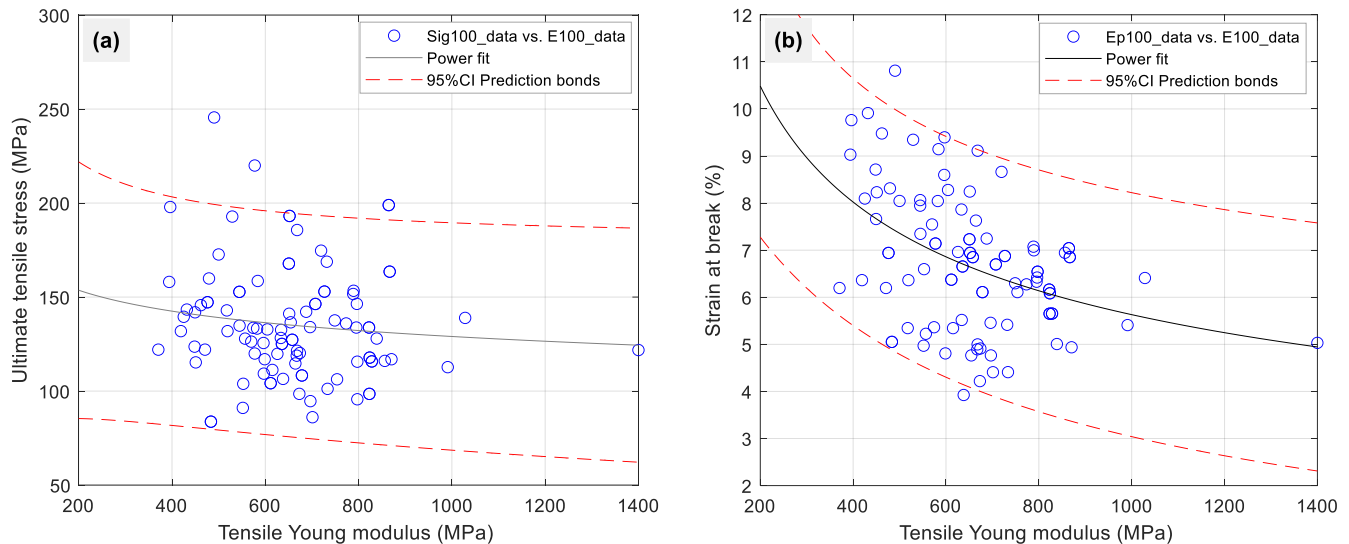 (a)
Sig100_data vs. E100_data
Power fit
95%CI Prediction bonds
Ultimate tensile stress (MPa)
300
250
200
150
100
50
200 400 600 800 1000 1200 1400
Tensile Young modulus (MPa)
(b)
Ep100_data vs. E100_data
Power fit
95%CI Prediction bonds
Strain at break (%)
12
11
10
9
8
7
6
5
4
3
2
200 400 600 800 1000 1200 1400
Tensile Young modulus (MPa)